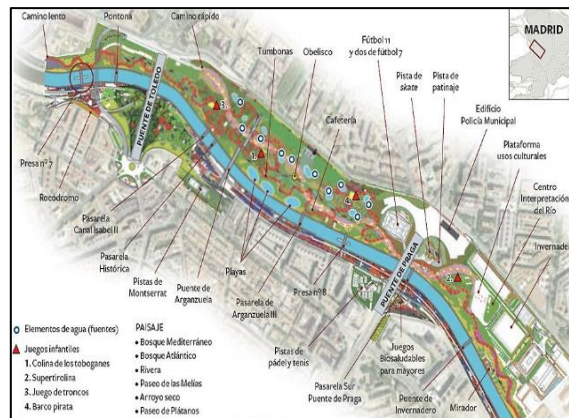 Camino lento
Pontona
Camino rápido
Tumbonas
Obelisco
Fútbol 11
y dos de fútbol 7
Pista de
skate
Pista de
patinaje
MADRID
Edificio
Policía Municipal
Cafetería
Plataforma
usos culturales
Centro
Interpretación
del Río
PUENTE DE TOLEDO
3.
1.
4.
2.
Presa nº 7
Rocódromo
Pasarela
Canal Isabel II
Pasarela
Histórica
Pistas de
Montserrat
Puente de
Arganzuela
Playas
Pasarela de
Arganzuela III
Presa nº 8
PUENTE DE PRAGA
Pistas de
pádel y tenis
Pasarela Sur
Puente de Praga
Juegos
Biosaludables
para mayores
Puente de
Invernadero
Mirador
Elementos de agua (fuentes)
Juegos infantiles
1. Colina de los toboganes
2. Supertirolina
3. Juego de troncos
4. Barco pirata
PAISAJE
• Bosque Mediterráneo
• Bosque Atlántico
• Rivera
• Paseo de las Melías
• Arroyo seco
• Paseo de Plátanos